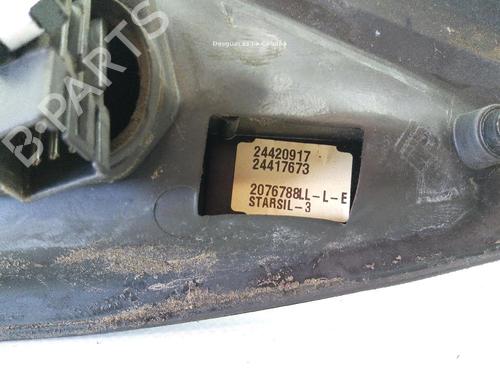 Desguaces La Cabaña
B-PARTS
24420917
24417673
2076788LL-L-E
STARSIL-3